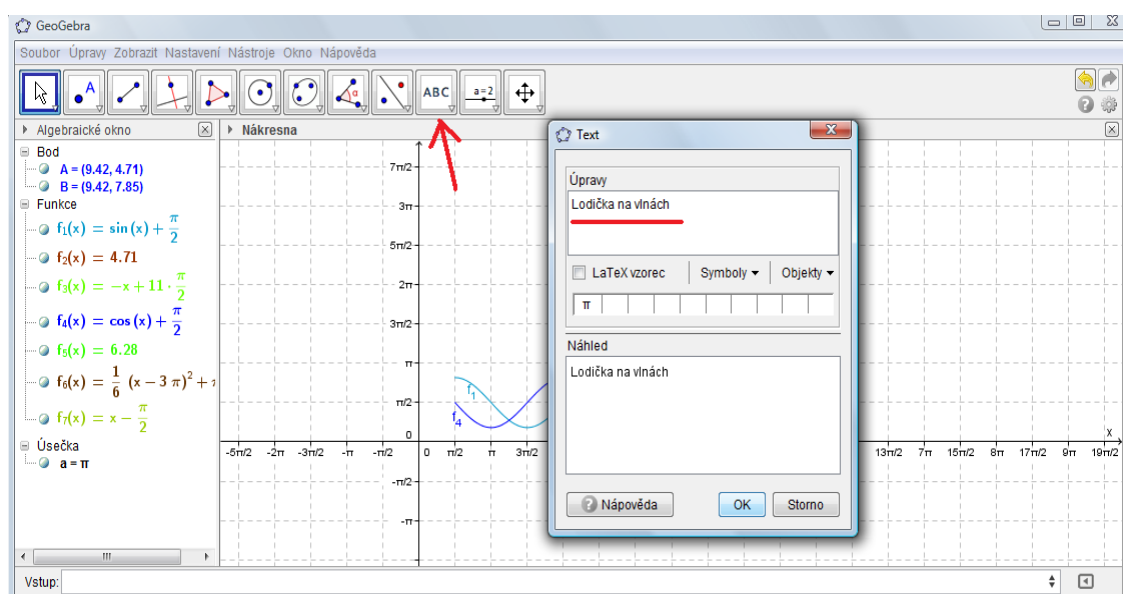 GeoGebra
Soubor Úpravy Zobrazit Nastavení Nástroje Okno Nápověda
A
α
ABC
a=2
Algebraické okno
Nákresna
Bod
A = (9.42, 4.71)
B = (9.42, 7.85)
Funkce
f₁(x) = sin (x) + π/2
f₂(x) = 4.71
f₃(x) = −x + 11 · π/2
f₄(x) = cos (x) + π/2
f₅(x) = 6.28
f₆(x) = 1/6 (x − 3 π)² +
f₇(x) = x − π/2
Úsečka
a = π
7π/2
3π
5π/2
2π
3π/2
π
π/2
0
-π/2
-π
f₁
f₄
-5π/2 -2π -3π/2 -π -π/2 0 π/2 π 3π/2 13π/2 7π 15π/2 8π 17π/2 9π 19π/2
x
Text
Úpravy
Lodička na vlnách
LaTeX vzorec Symboly Objekty
π
Náhled
Lodička na vlnách
Nápověda OK Storno
Vstup: